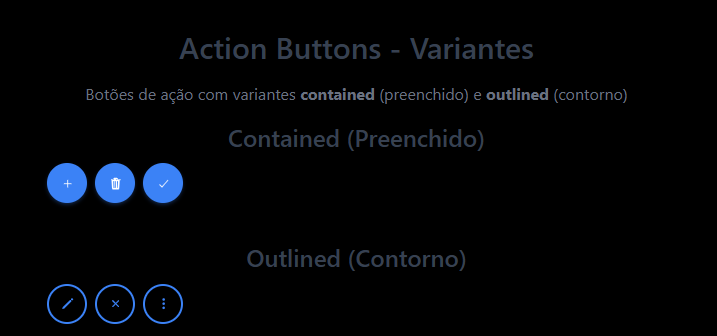 Action Buttons - Variantes
Botões de ação com variantes contained (preenchido) e outlined (contorno)
Contained (Preenchido)
Outlined (Contorno)